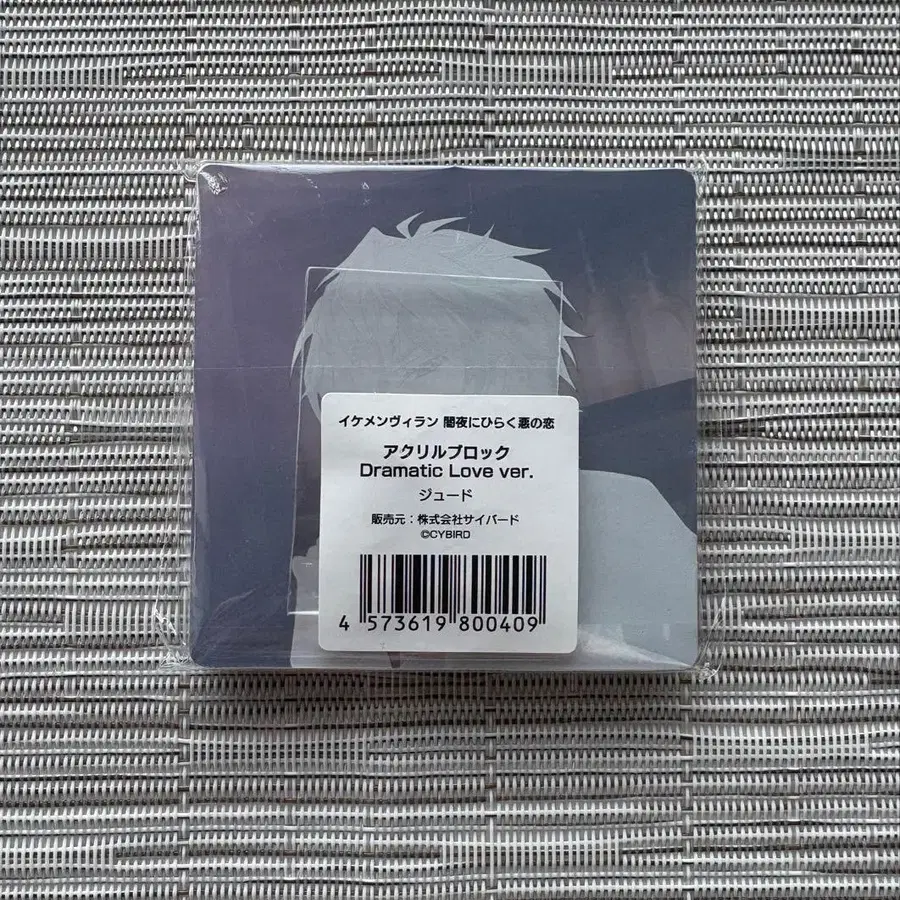 イケメンヴィラン 闇夜にひらく悪の恋
アクリルブロック
Dramatic Love ver.
ジュード
販売元：株式会社サイバード
©CYBIRD
4 573619 800409